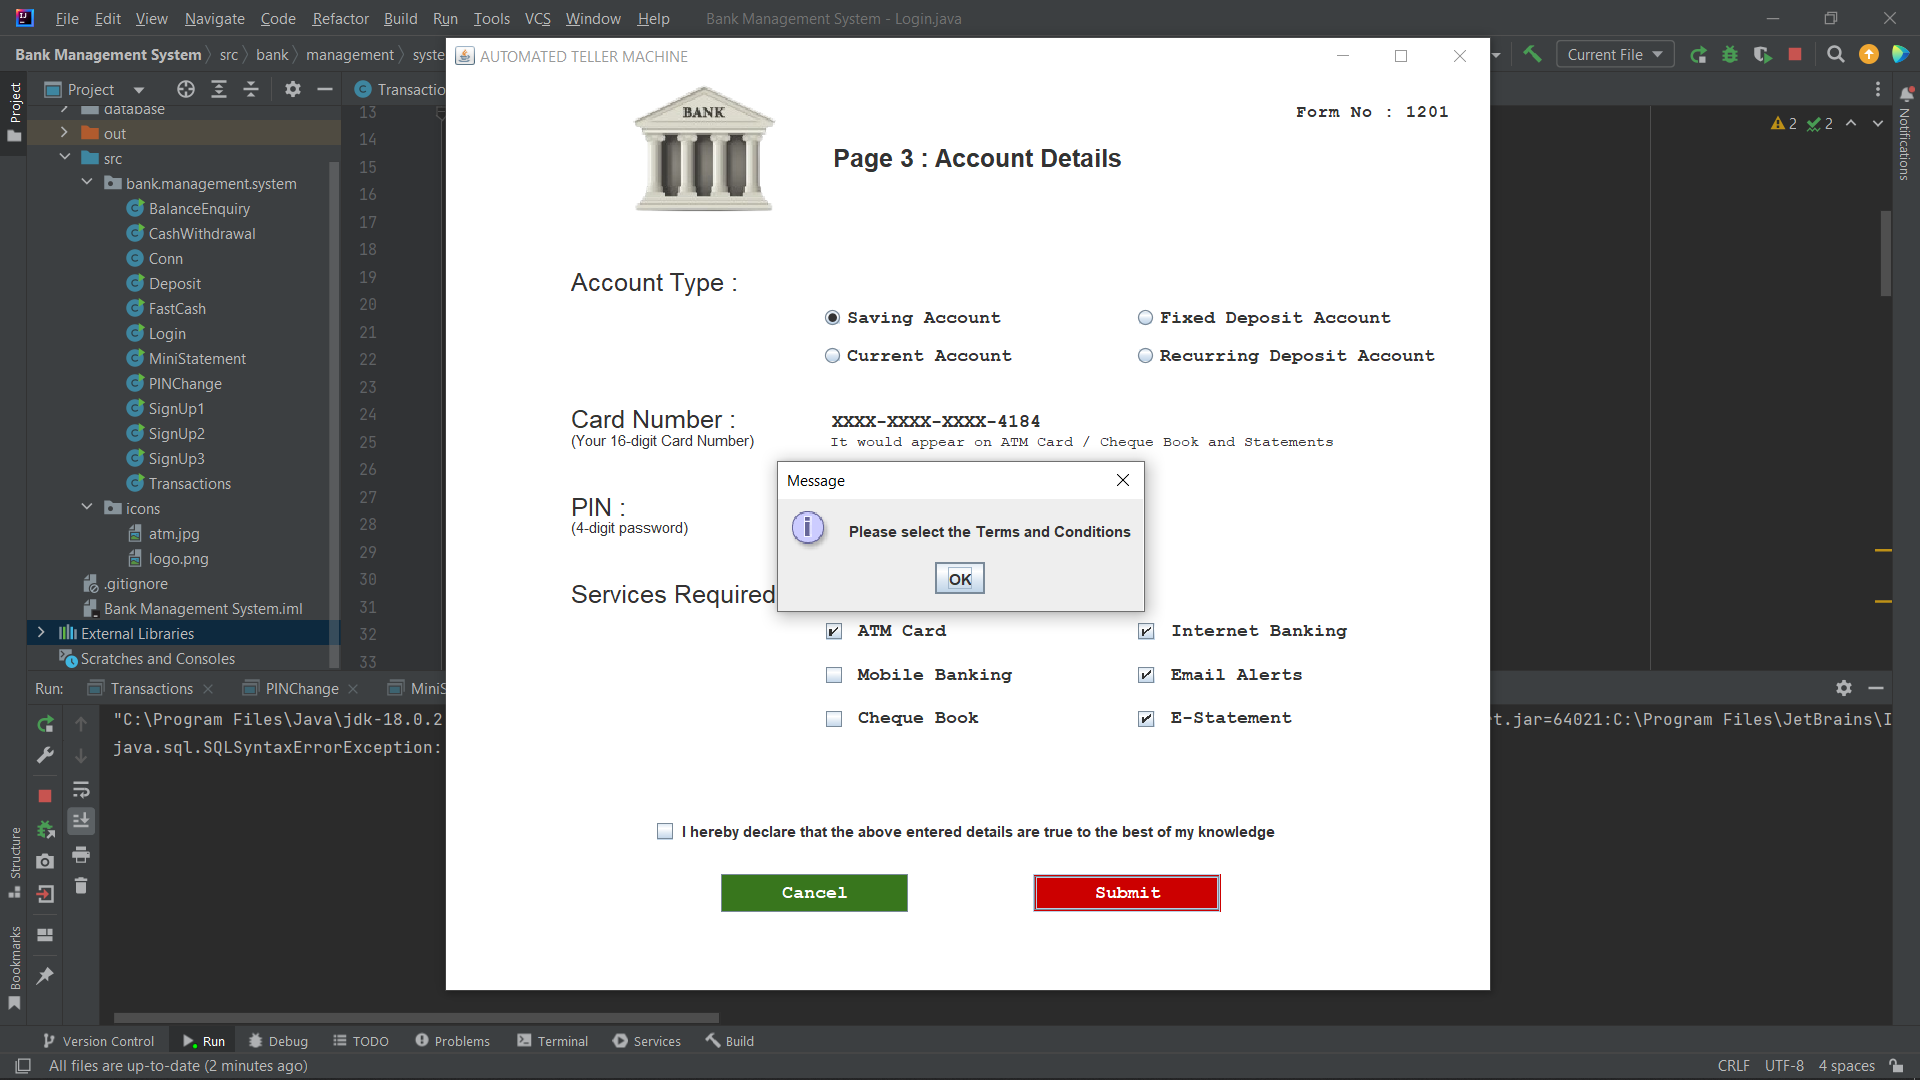 File Edit View Navigate Code Refactor Build Run Tools VCS Window Help Bank Management System - Login.java
Bank Management System src bank management syste Current File
AUTOMATED TELLER MACHINE
Project Transactio
BANK
Form No : 1201
Page 3 : Account Details
Account Type :
Saving Account Fixed Deposit Account
Current Account Recurring Deposit Account
Card Number : XXXX-XXXX-XXXX-4184
(Your 16-digit Card Number) It would appear on ATM Card / Cheque Book and Statements
PIN :
(4-digit password)
Message
Please select the Terms and Conditions
OK
Services Required
ATM Card Internet Banking
Mobile Banking Email Alerts
Cheque Book E-Statement
I hereby declare that the above entered details are true to the best of my knowledge
Cancel Submit
Project
Structure
Bookmarks
Notifications
2 2
database
out
src
bank.management.system
BalanceEnquiry
CashWithdrawal
Conn
Deposit
FastCash
Login
MiniStatement
PINChange
SignUp1
SignUp2
SignUp3
Transactions
icons
atm.jpg
logo.png
.gitignore
Bank Management System.iml
External Libraries
Scratches and Consoles
13
14
15
16
17
18
19
20
21
22
23
24
25
26
27
28
29
30
31
32
33
Run: Transactions PINChange MiniS
"C:\Program Files\Java\jdk-18.0.2 t.jar=64021:C:\Program Files\JetBrains\I
java.sql.SQLSyntaxErrorException:
Version Control Run Debug TODO Problems Terminal Services Build
All files are up-to-date (2 minutes ago) CRLF UTF-8 4 spaces